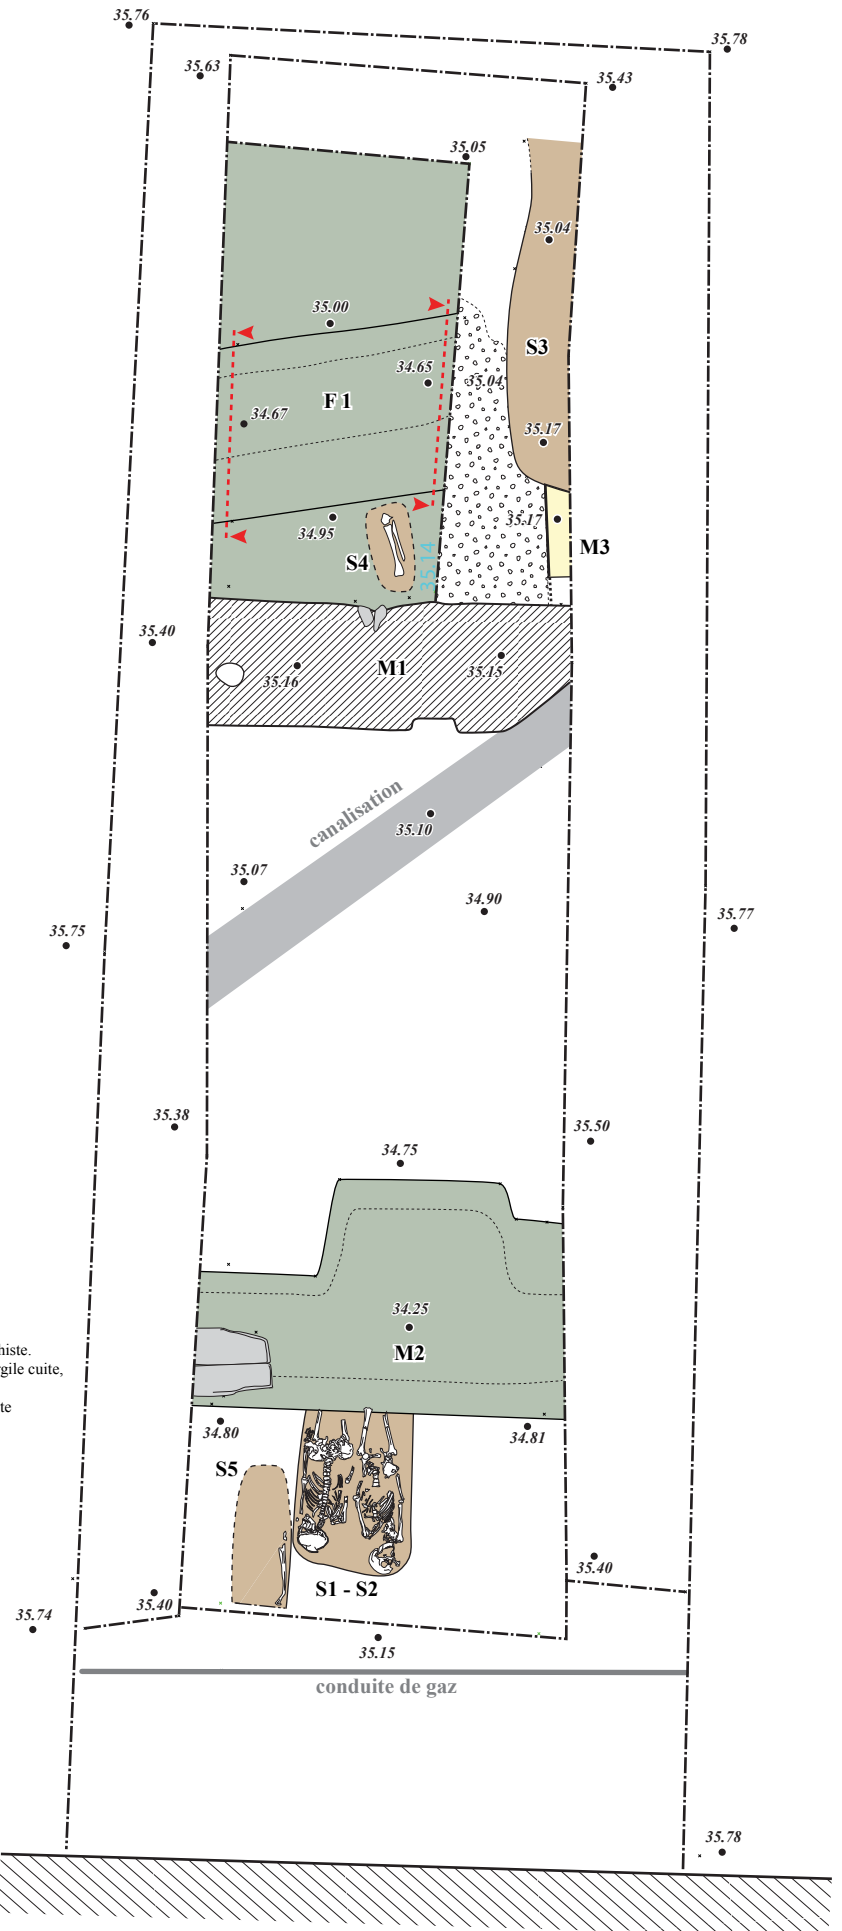 35.76
35.78
35.63
35.43
35.05
35.04
35.00
S3
34.65
35.04
F 1
34.67
35.17
34.95
35.17
S4
35.14
M3
35.40
M1
35.16
35.15
canalisation
35.10
35.07
34.90
35.75
35.77
35.38
35.50
34.75
34.25
histe.
M2
gile cuite,
te
34.80
34.81
S5
35.40
S1 - S2
35.40
35.74
35.15
conduite de gaz
35.78